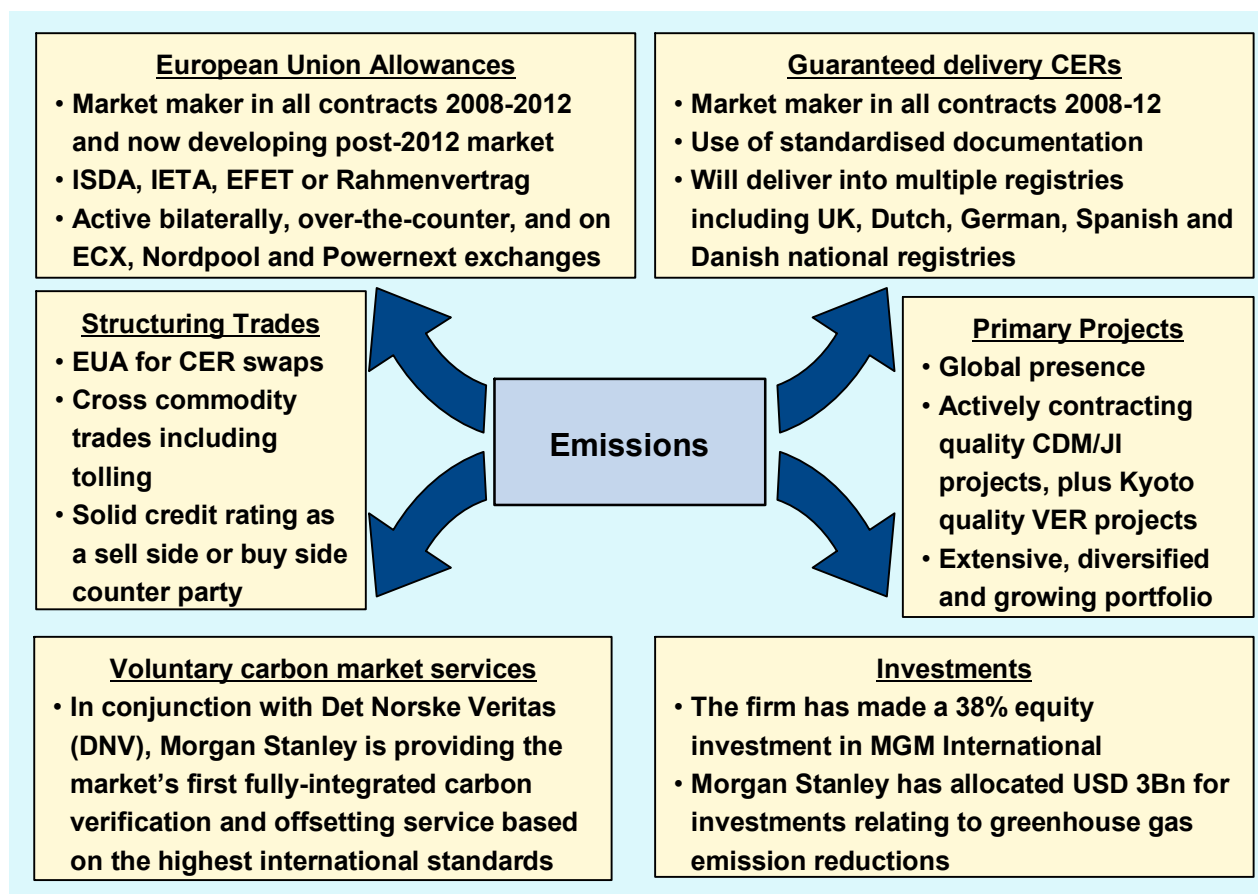 European Union Allowances
• Market maker in all contracts 2008-2012
and now developing post-2012 market
• ISDA, IETA, EFET or Rahmenvertrag
• Active bilaterally, over-the-counter, and on
ECX, Nordpool and Powernext exchanges
Guaranteed delivery CERs
• Market maker in all contracts 2008-12
• Use of standardised documentation
• Will deliver into multiple registries
including UK, Dutch, German, Spanish and
Danish national registries
Structuring Trades
• EUA for CER swaps
• Cross commodity
trades including
tolling
• Solid credit rating as
a sell side or buy side
counter party
Emissions
Primary Projects
• Global presence
• Actively contracting
quality CDM/JI
projects, plus Kyoto
quality VER projects
• Extensive, diversified
and growing portfolio
Voluntary carbon market services
• In conjunction with Det Norske Veritas
(DNV), Morgan Stanley is providing the
market’s first fully-integrated carbon
verification and offsetting service based
on the highest international standards
Investments
• The firm has made a 38% equity
investment in MGM International
• Morgan Stanley has allocated USD 3Bn for
investments relating to greenhouse gas
emission reductions